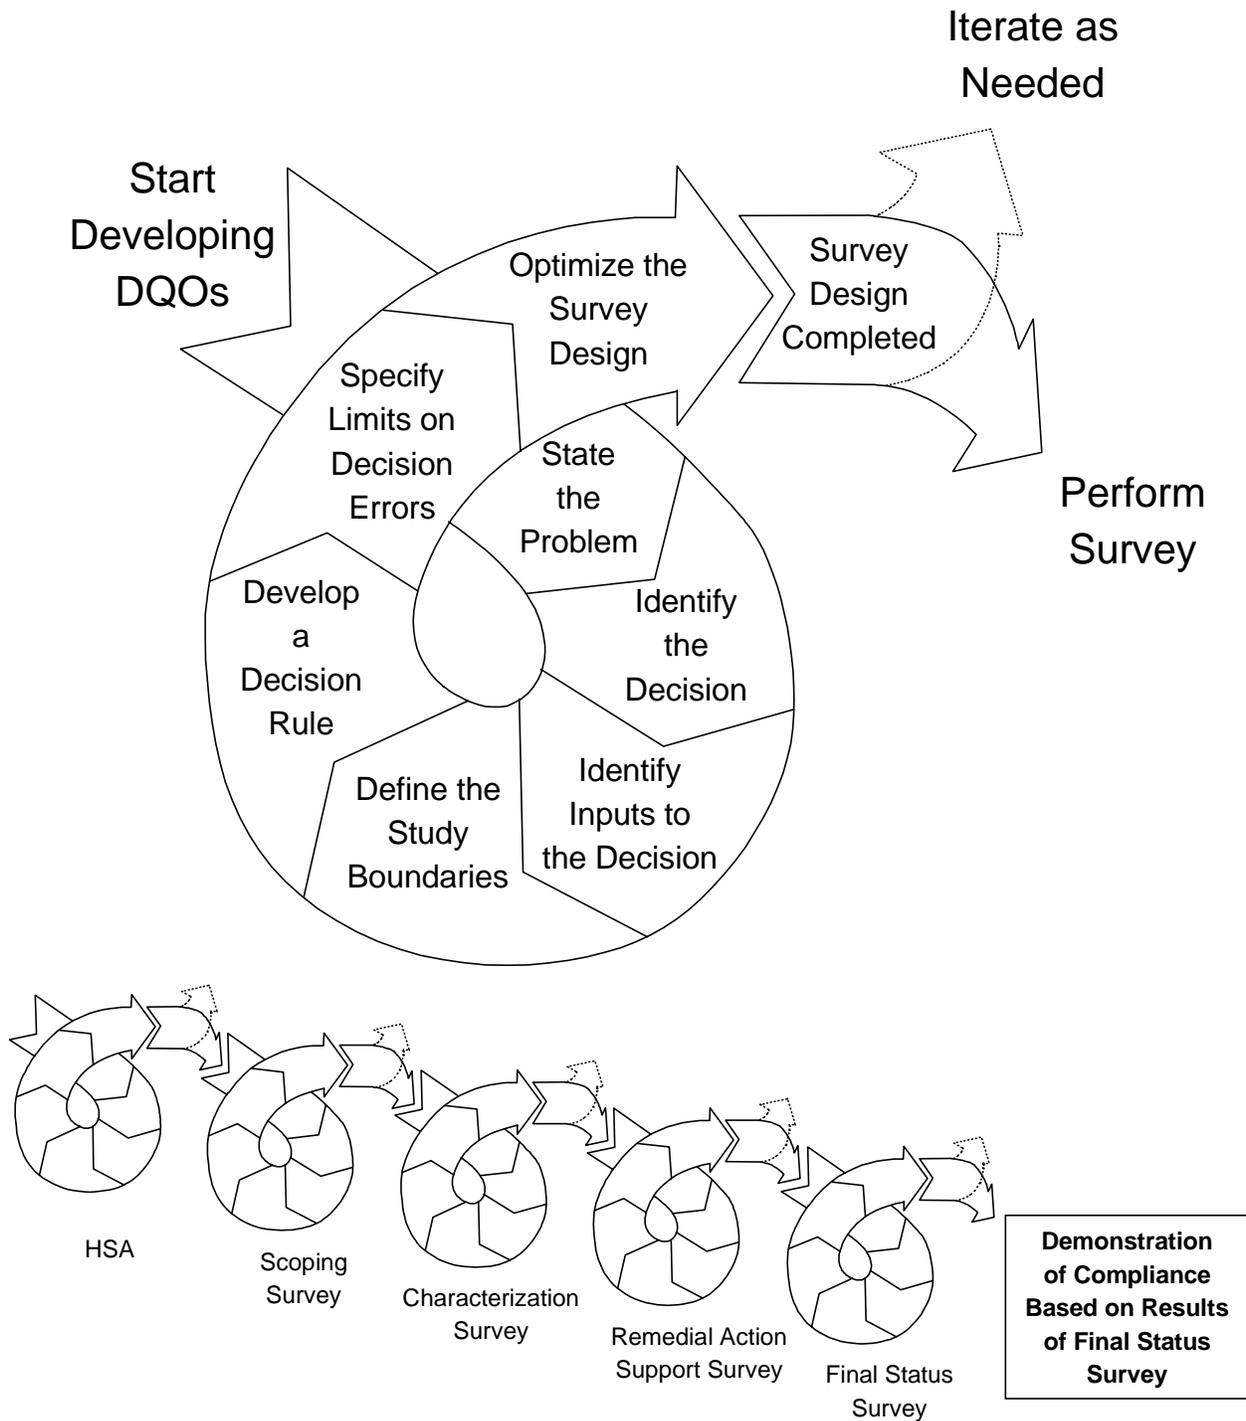 Iterate as
Needed
Start
Developing
DQOs
Optimize the
Survey
Design
Survey
Design
Completed
Specify
Limits on
Decision
Errors
State
the
Problem
Perform
Survey
Develop
a
Decision
Rule
Identify
the
Decision
Define the
Study
Boundaries
Identify
Inputs to
the Decision
HSA
Scoping
Survey
Characterization
Survey
Remedial Action
Support Survey
Final Status
Survey
Demonstration
of Compliance
Based on Results
of Final Status
Survey